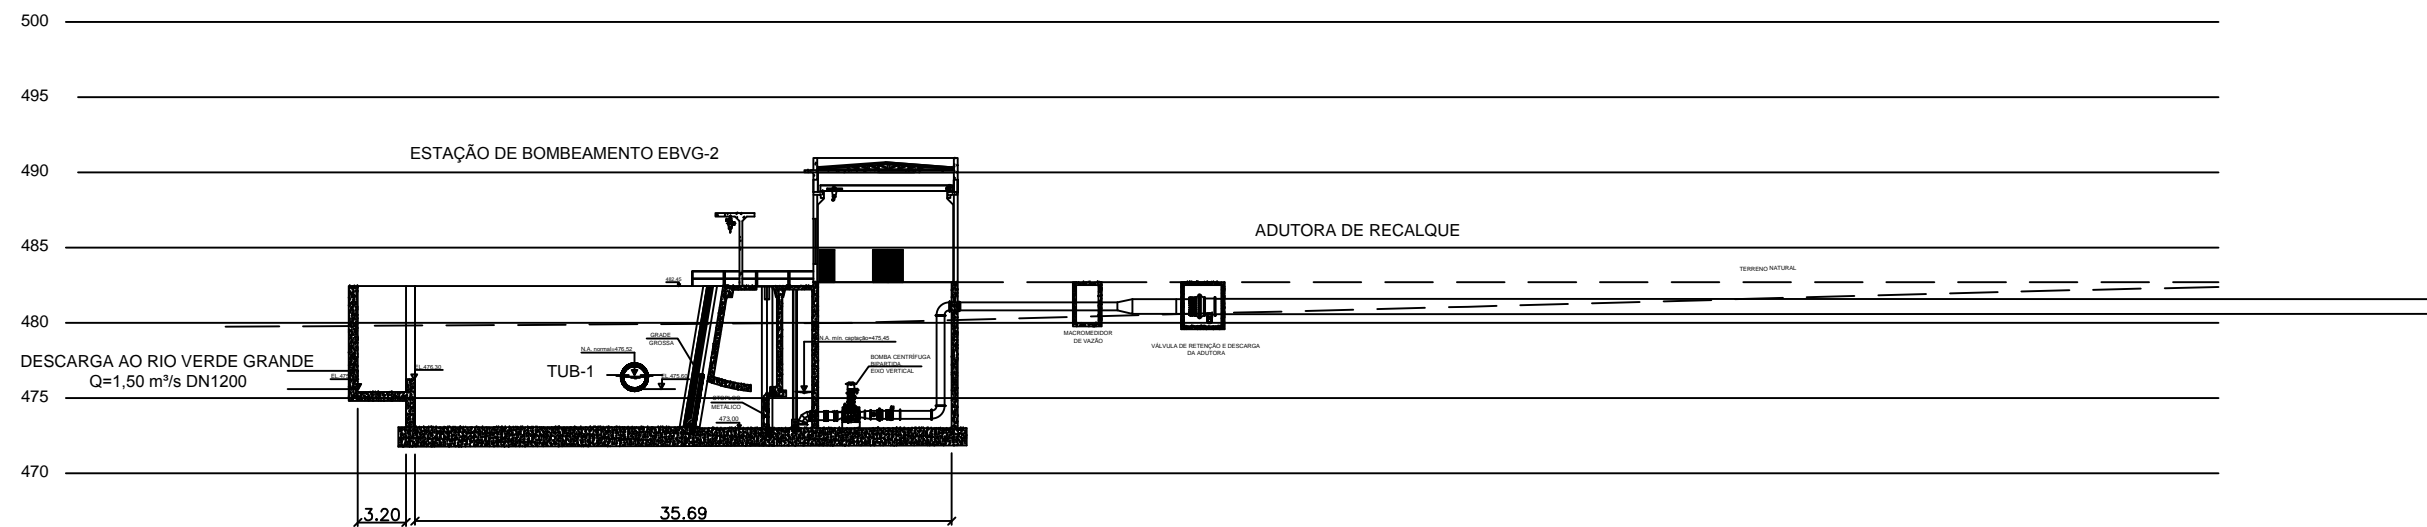 500
495
ESTAÇÃO DE BOMBEAMENTO EBVG-2
490
ADUTORA DE RECALQUE
485
TERRENO NATURAL
482,45
480
GRADE
GROSSA
N.A. mín. captação=475,45
MACROMEDIDOR
DE VAZÃO
VÁLVULA DE RETENÇÃO E DESCARGA
DA ADUTORA
N.A. normal=476,52
BOMBA CENTRÍFUGA
BIPARTIDA
EIXO VERTICAL
DESCARGA AO RIO VERDE GRANDE
Q=1,50 m³/s DN1200
EL.476,30
TUB-1
EL.475,60
475
STOPLOG
METÁLICO
473,00
470
3.20
35.69